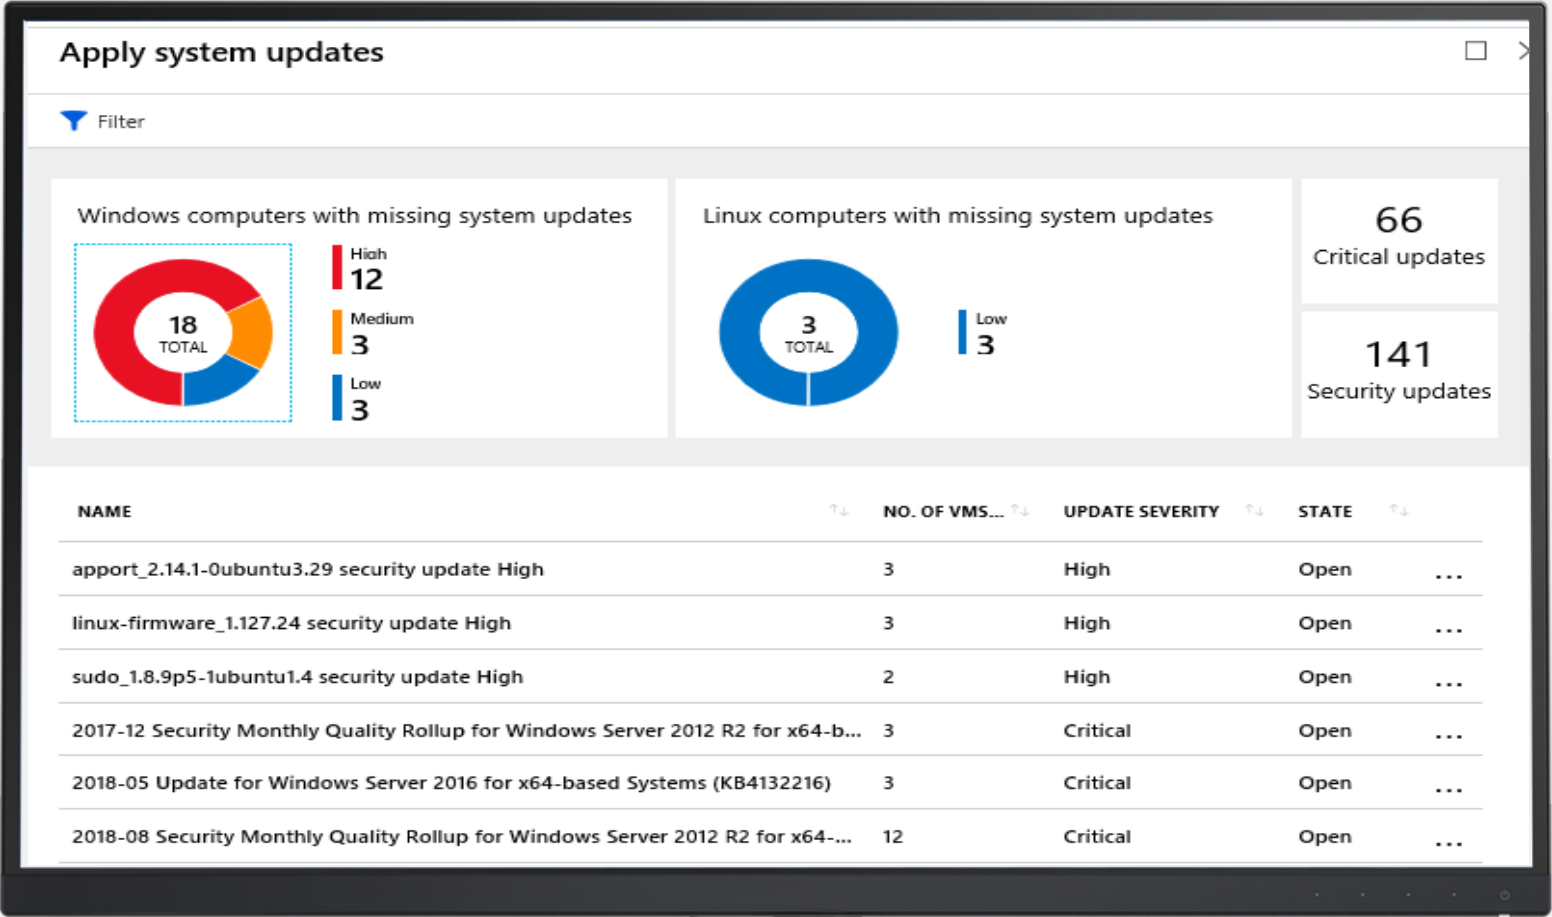 Apply system updates
Filter
Windows computers with missing system updates
18
TOTAL
High
12
Medium
3
Low
3
Linux computers with missing system updates
3
TOTAL
Low
3
66
Critical updates
141
Security updates
NAME NO. OF VMS... UPDATE SEVERITY STATE
apport_2.14.1-0ubuntu3.29 security update High 3 High Open ...
linux-firmware_1.127.24 security update High 3 High Open ...
sudo_1.8.9p5-1ubuntu1.4 security update High 2 High Open ...
2017-12 Security Monthly Quality Rollup for Windows Server 2012 R2 for x64-b... 3 Critical Open ...
2018-05 Update for Windows Server 2016 for x64-based Systems (KB4132216) 3 Critical Open ...
2018-08 Security Monthly Quality Rollup for Windows Server 2012 R2 for x64-... 12 Critical Open ...